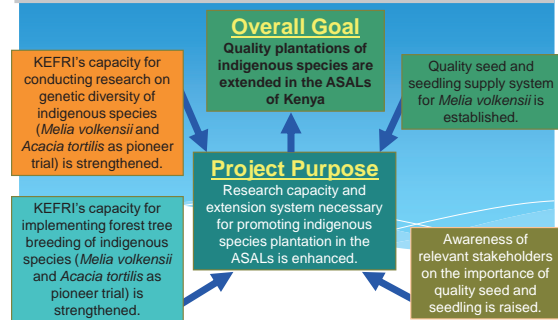 Overall Goal
Quality plantations of
indigenous species are
extended in the ASALs
of Kenya
KEFRI's capacity for
conducting research on
genetic diversity of
indigenous species
(Melia volkensii and
Acacia tortilis as pioneer
trial) is strengthened.
Quality seed and
seedling supply system
for Melia volkensii is
established.
Project Purpose
Research capacity and
extension system necessary
for promoting indigenous
species plantation in the
ASALs is enhanced.
KEFRI's capacity for
implementing forest tree
breeding of indigenous
species (Melia volkensii
and Acacia tortilis as
pioneer trial) is
strengthened.
Awareness of
relevant stakeholders
on the importance of
quality seed and
seedling is raised.